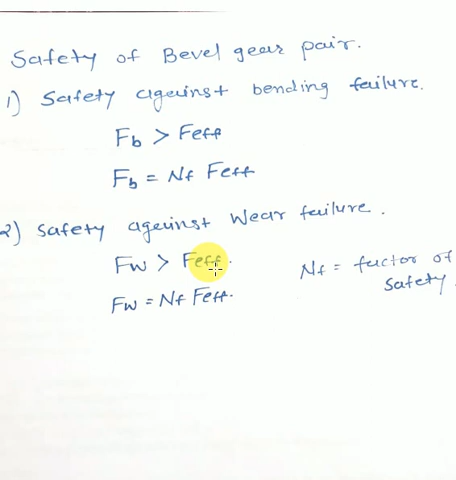 Safety of Bevel gear pair.
1) Safety against bending failure.
Fb > Feff
Fb = Nf Feff
2) Safety against Wear failure.
Fw > Feff.
Fw = Nf Feff.
Nf = factor of
safety.